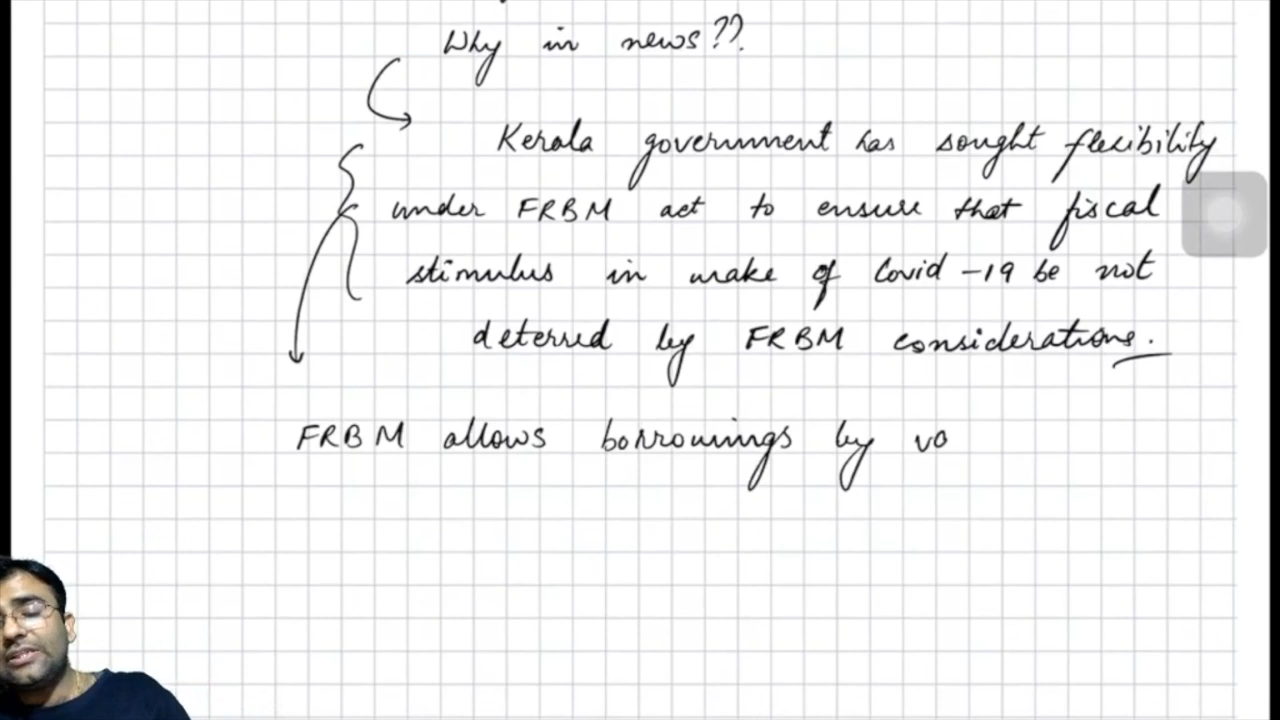 Why in news??
Kerala government has sought flexibility
under FRBM act to ensure that fiscal
stimulus in wake of Covid-19 be not
deterred by FRBM considerations.
FRBM allows borrowings by va